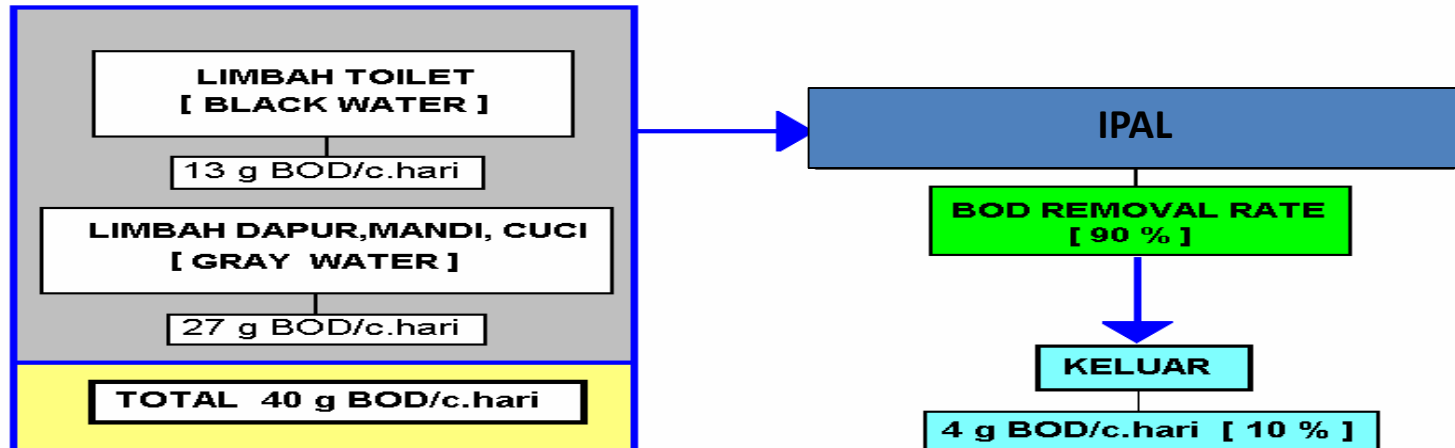 LIMBAH TOILET
[ BLACK WATER ]
13 g BOD/c.hari
LIMBAH DAPUR,MANDI, CUCI
[ GRAY WATER ]
27 g BOD/c.hari
TOTAL 40 g BOD/c.hari
IPAL
BOD REMOVAL RATE
[ 90 % ]
KELUAR
4 g BOD/c.hari [ 10 % ]